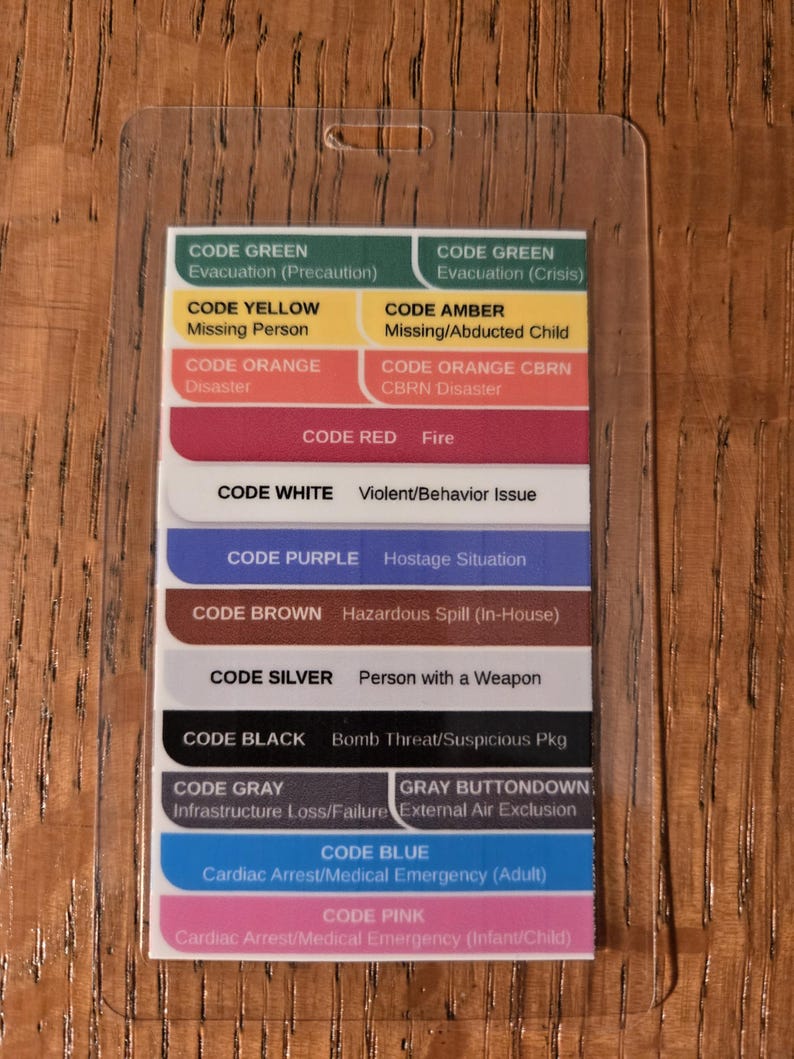 CODE GREEN
Evacuation (Precaution)
CODE GREEN
Evacuation (Crisis)
CODE YELLOW
Missing Person
CODE AMBER
Missing/Abducted Child
CODE ORANGE
Disaster
CODE ORANGE CBRN
CBRN Disaster
CODE RED Fire
CODE WHITE Violent/Behavior Issue
CODE PURPLE Hostage Situation
CODE BROWN Hazardous Spill (In-House)
CODE SILVER Person with a Weapon
CODE BLACK Bomb Threat/Suspicious Pkg
CODE GRAY
Infrastructure Loss/Failure
GRAY BUTTONDOWN
External Air Exclusion
CODE BLUE
Cardiac Arrest/Medical Emergency (Adult)
CODE PINK
Cardiac Arrest/Medical Emergency (Infant/Child)